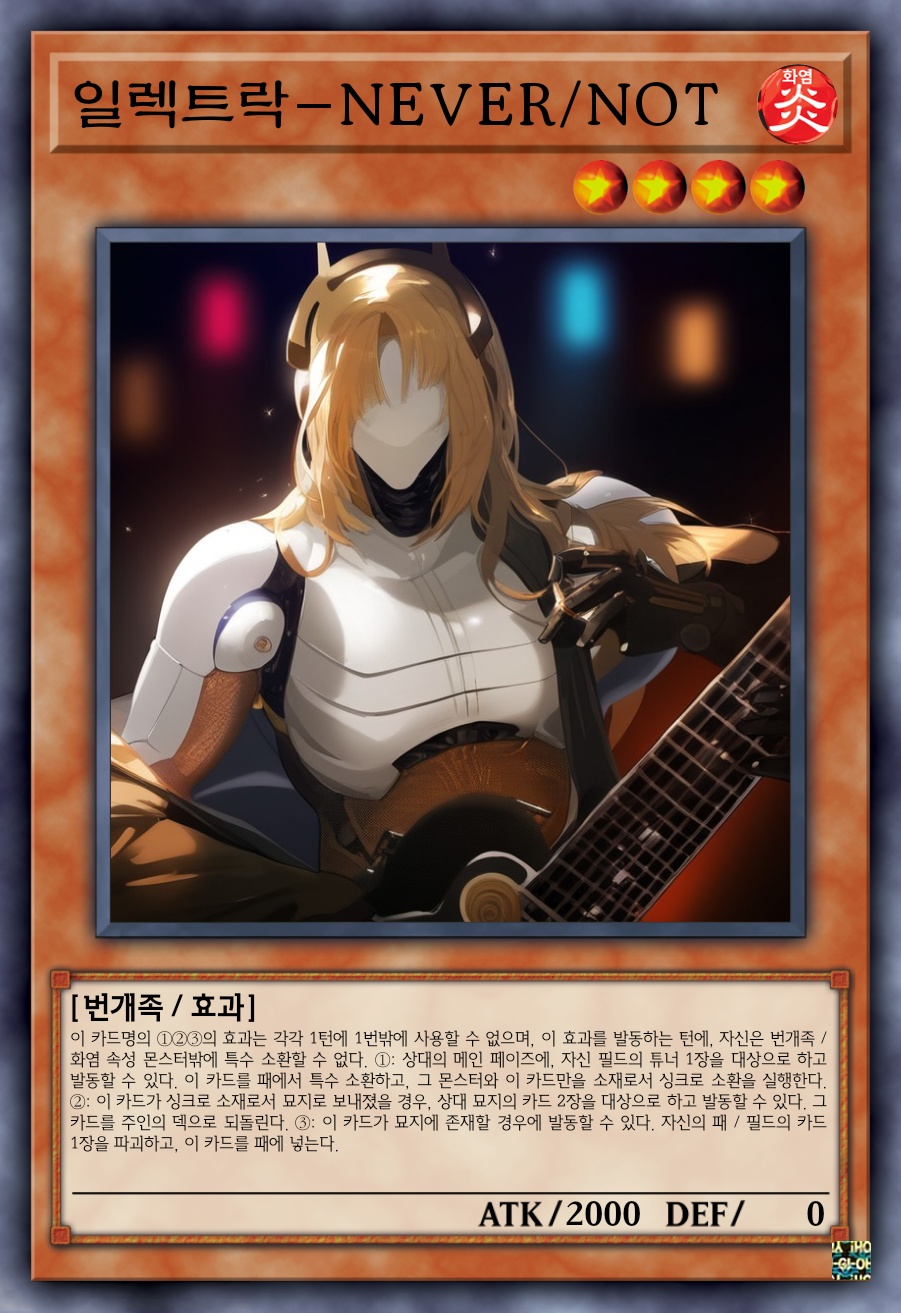 일렉트락-NEVER/NOT
화염
炎
[번개족 / 효과]
이 카드명의 ①②③의 효과는 각각 1턴에 1번밖에 사용할 수 없으며, 이 효과를 발동하는 턴에, 자신은 번개족 /
화염 속성 몬스터밖에 특수 소환할 수 없다. ①: 상대의 메인 페이즈에, 자신 필드의 튜너 1장을 대상으로 하고
발동할 수 있다. 이 카드를 패에서 특수 소환하고, 그 몬스터와 이 카드만을 소재로서 싱크로 소환을 실행한다.
②: 이 카드가 싱크로 소재로서 묘지로 보내졌을 경우, 상대 묘지의 카드 2장을 대상으로 하고 발동할 수 있다. 그
카드를 주인의 덱으로 되돌린다. ③: 이 카드가 묘지에 존재할 경우에 발동할 수 있다. 자신의 패 / 필드의 카드
1장을 파괴하고, 이 카드를 패에 넣는다.
ATK/2000 DEF/ 0